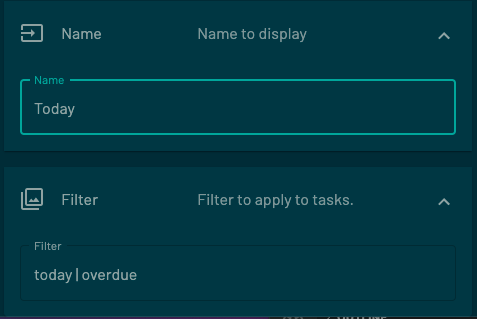 Name Name to display
Name
Today
Filter Filter to apply to tasks.
Filter
today | overdue